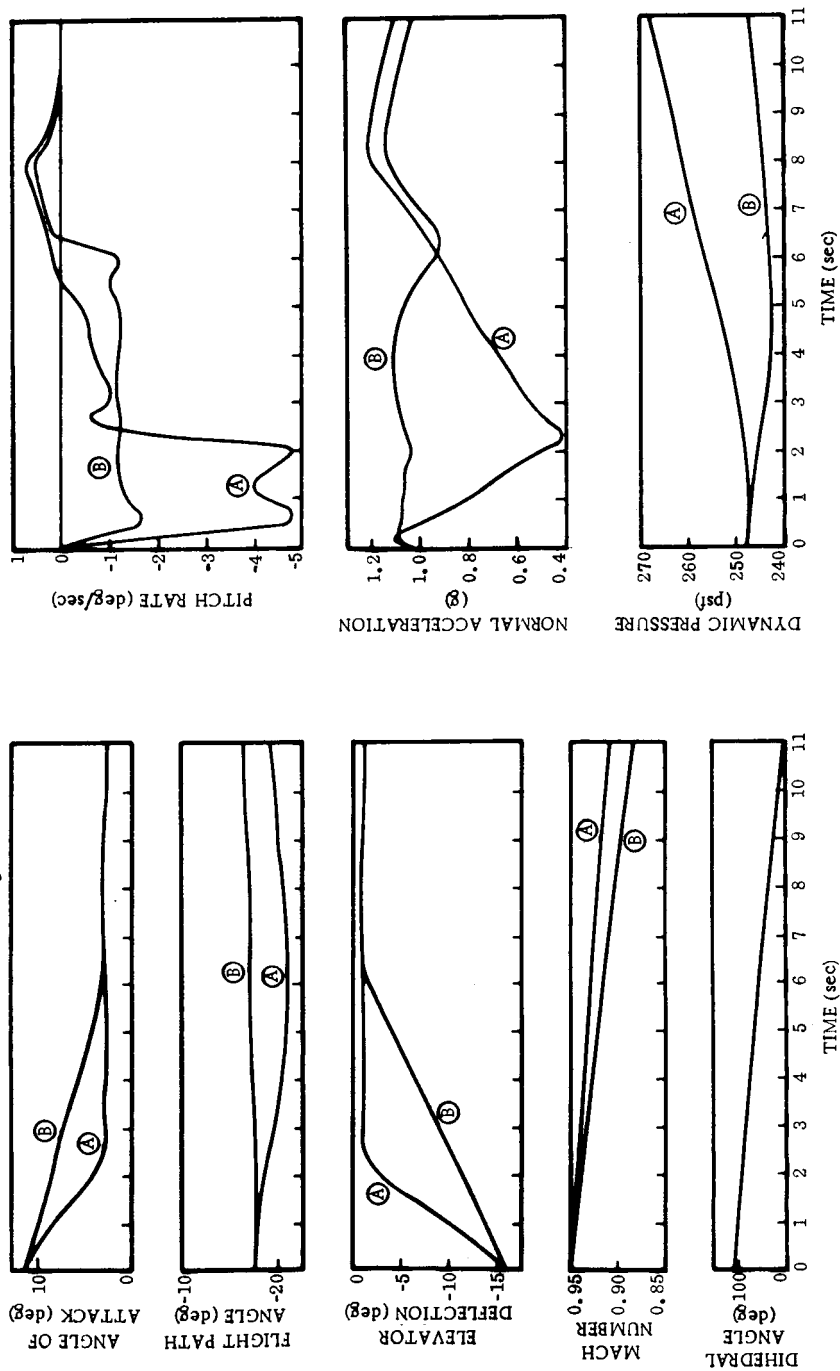 ANGLE OF
ATTACK (deg)
10
0
B
A
FLIGHT PATH
ANGLE (deg)
-10
-20
B
A
ELEVATOR
DEFLECTION (deg)
0
-5
-10
-15
A
B
MACH
NUMBER
0.95
0.90
0.85
A
B
DIHEDRAL
ANGLE
(deg)
100
0
0 1 2 3 4 5 6 7 8 9 10 11
TIME (sec)
PITCH RATE (deg/sec)
1
0
-1
-2
-3
-4
-5
B
A
NORMAL ACCELERATION
(g)
1.2
1.0
0.8
0.6
0.4
B
A
DYNAMIC PRESSURE
(psf)
270
260
250
240
A
B
0 1 2 3 4 5 6 7 8 9 10 11
TIME (sec)